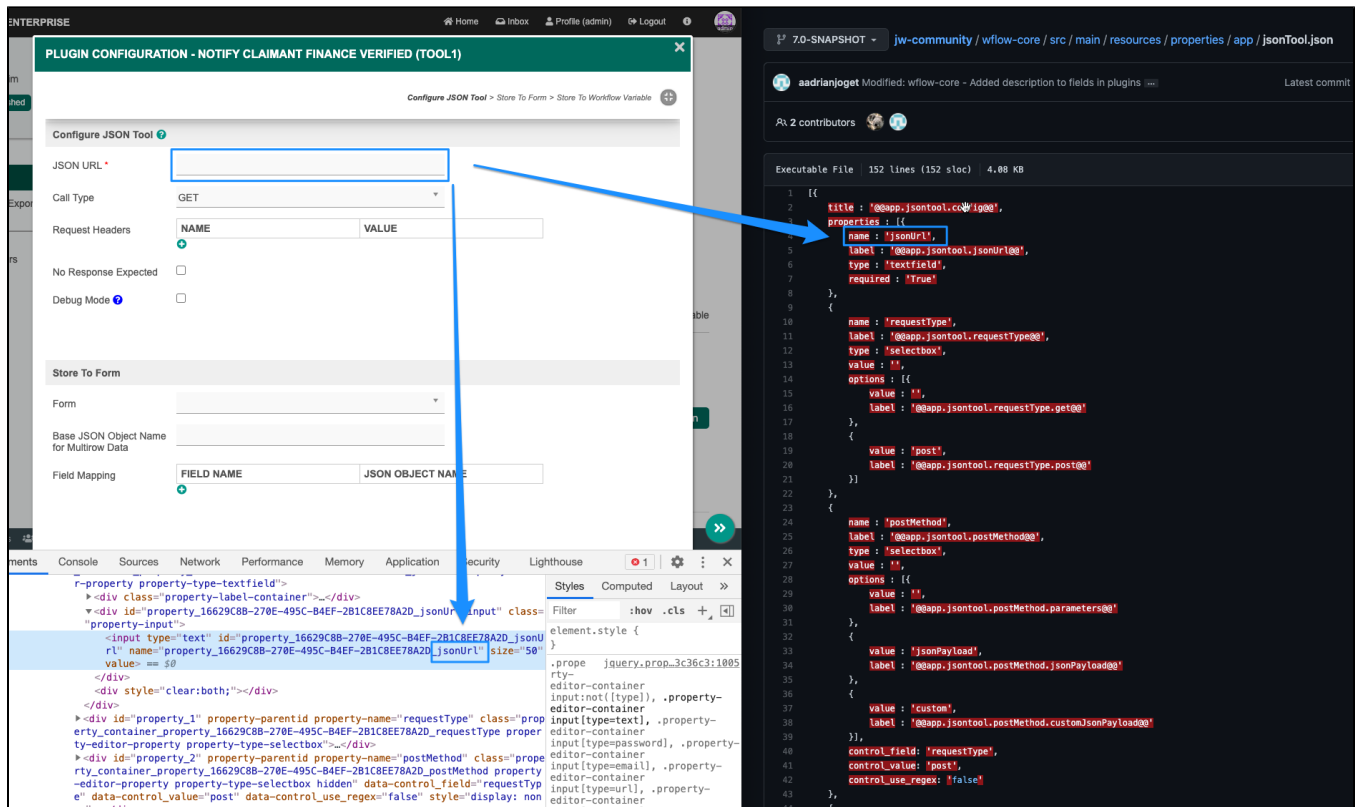 ENTERPRISE
Home Inbox Profile (admin) Logout
admin
PLUGIN CONFIGURATION - NOTIFY CLAIMANT FINANCE VERIFIED (TOOL1)
Configure JSON Tool > Store To Form > Store To Workflow Variable
Configure JSON Tool
JSON URL *
Call Type
GET
Request Headers
NAME VALUE
No Response Expected
Debug Mode
Store To Form
Form
Base JSON Object Name
for Multirow Data
Field Mapping
FIELD NAME JSON OBJECT NAME
ments Console Sources Network Performance Memory Application Security Lighthouse 1
r-property property-type-textfield">
<div class="property-label-container">…</div>
<div id="property_16629C8B-270E-495C-B4EF-2B1C8EE78A2D_jsonUrl_input" class=
"property-input">
<input type="text" id="property_16629C8B-270E-495C-B4EF-2B1C8EE78A2D_jsonU
rl" name="property_16629C8B-270E-495C-B4EF-2B1C8EE78A2D_jsonUrl" size="50"
value> == $0
</div>
<div style="clear:both;"></div>
</div>
<div id="property_1" property-parentid property-name="requestType" class="prop
erty_container_property_16629C8B-270E-495C-B4EF-2B1C8EE78A2D_requestType proper
ty-editor-property property-type-selectbox">…</div>
<div id="property_2" property-parentid property-name="postMethod" class="prope
rty_container_property_16629C8B-270E-495C-B4EF-2B1C8EE78A2D_postMethod property
-editor-property property-type-selectbox hidden" data-control_field="requestTyp
e" data-control_value="post" data-control_use_regex="false" style="display: non
Styles Computed Layout »
Filter :hov .cls +
element.style {
}
.prope jquery.prop…3c36c3:1005
rty-
editor-container
input:not([type]), .property-
editor-container
input[type=text], .property-
editor-container
input[type=password], .property-
editor-container
input[type=email], .property-
editor-container
input[type=url], .property-
editor-container
7.0-SNAPSHOT jw-community / wflow-core / src / main / resources / properties / app / jsonTool.json
aadrianjoget Modified: wflow-core - Added description to fields in plugins … Latest commit
2 contributors
Executable File 152 lines (152 sloc) 4.08 KB
1 [{
2 title : '@@app.jsontool.config@@',
3 properties : [{
4 name : 'jsonUrl',
5 label : '@@app.jsontool.jsonUrl@@',
6 type : 'textfield',
7 required : 'True'
8 },
9 {
10 name : 'requestType',
11 label : '@@app.jsontool.requestType@@',
12 type : 'selectbox',
13 value : '',
14 options : [{
15 value : '',
16 label : '@@app.jsontool.requestType.get@@'
17 },
18 {
19 value : 'post',
20 label : '@@app.jsontool.requestType.post@@'
21 }]
22 },
23 {
24 name : 'postMethod',
25 label : '@@app.jsontool.postMethod@@',
26 type : 'selectbox',
27 value : '',
28 options : [{
29 value : '',
30 label : '@@app.jsontool.postMethod.parameters@@'
31 },
32 {
33 value : 'jsonPayload',
34 label : '@@app.jsontool.postMethod.jsonPayload@@'
35 },
36 {
37 value : 'custom',
38 label : '@@app.jsontool.postMethod.customJsonPayload@@'
39 }],
40 control_field: 'requestType',
41 control_value: 'post',
42 control_use_regex: 'false'
43 },